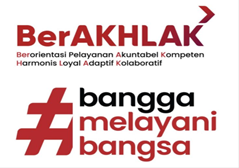 BerAKHLAK
Berorientasi Pelayanan Akuntabel Kompeten
Harmonis Loyal Adaptif Kolaboratif
#bangga
melayani
bangsa